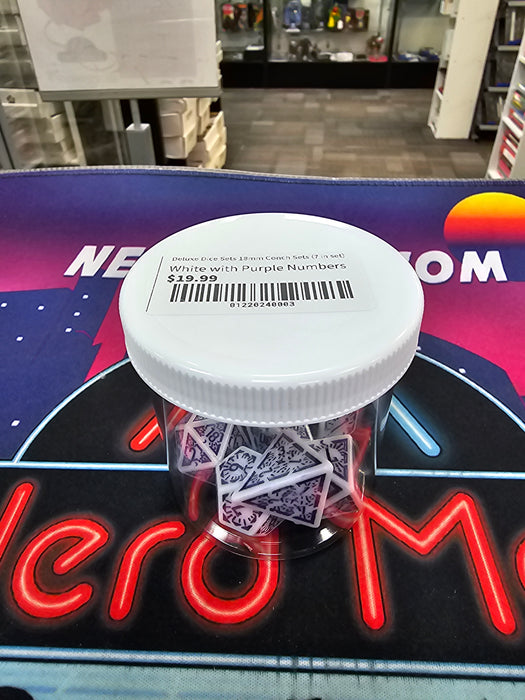 NE OM
Deluxe Dice Sets 18mm Conch Sets (7 in set)
White with Purple Numbers
$19.99
01220240003
Hero Ma